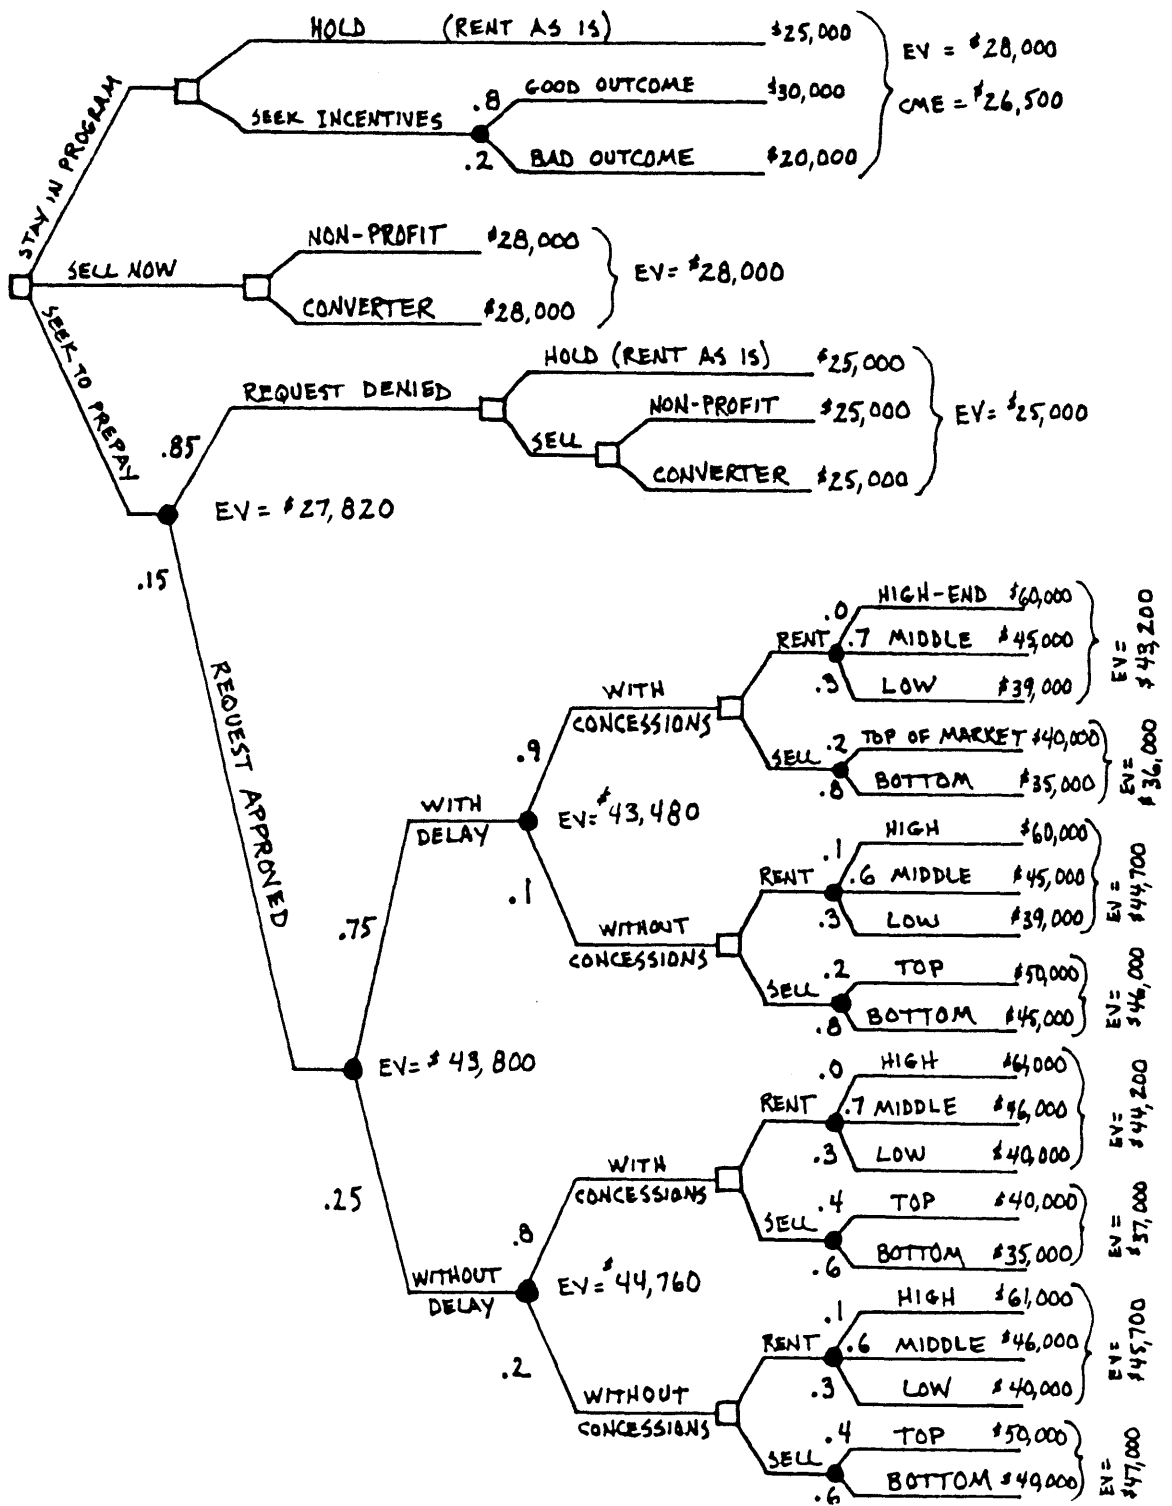 HOLD (RENT AS IS) $25,000
EV = $28,000
.8 GOOD OUTCOME $30,000
CME = $26,500
SEEK INCENTIVES
.2 BAD OUTCOME $20,000
STAY IN PROGRAM
NON-PROFIT $28,000
SELL NOW
EV = $28,000
CONVERTER $28,000
SEEK TO PREPAY
HOLD (RENT AS IS) $25,000
REQUEST DENIED
NON-PROFIT $25,000
EV = $25,000
.85
SELL
CONVERTER $25,000
EV = $27,820
.15
REQUEST APPROVED
.0 HIGH-END $60,000
RENT .7 MIDDLE $45,000
EV =
$43,200
.3 LOW $39,000
WITH
CONCESSIONS
.9
SELL .2 TOP OF MARKET $40,000
.8 BOTTOM $35,000
EV =
$36,000
WITH
DELAY
EV = $43,480
.1 HIGH $60,000
RENT .6 MIDDLE $45,000
EV =
$44,700
.1
.3 LOW $39,000
.75
WITHOUT
CONCESSIONS
SELL .2 TOP $50,000
.8 BOTTOM $45,000
EV =
$46,000
EV = $43,800
.0 HIGH $61,000
RENT .7 MIDDLE $46,000
EV =
$44,200
.3 LOW $40,000
WITH
CONCESSIONS
.25
.8
SELL .4 TOP $40,000
.6 BOTTOM $35,000
EV =
$37,000
WITHOUT
DELAY
EV = $44,760
.1 HIGH $61,000
RENT .6 MIDDLE $46,000
EV =
$45,700
.2
.3 LOW $40,000
WITHOUT
CONCESSIONS
SELL .4 TOP $50,000
.6 BOTTOM
EV =
$47,000